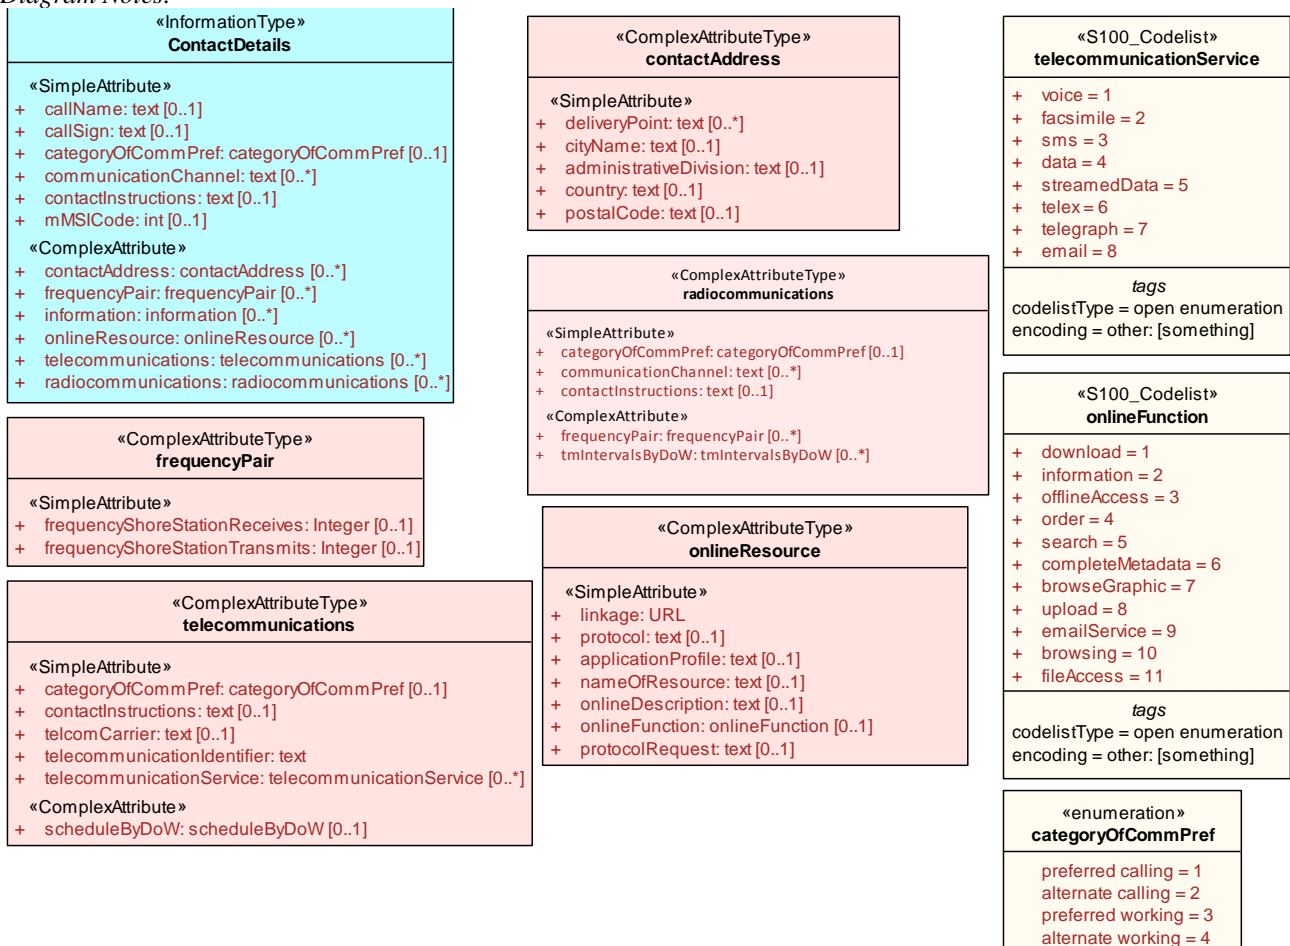 Diagram Notes:
«InformationType»
ContactDetails
«SimpleAttribute»
+ callName: text [0..1]
+ callSign: text [0..1]
+ categoryOfCommPref: categoryOfCommPref [0..1]
+ communicationChannel: text [0..*]
+ contactInstructions: text [0..1]
+ mMSICode: int [0..1]
«ComplexAttribute»
+ contactAddress: contactAddress [0..*]
+ frequencyPair: frequencyPair [0..*]
+ information: information [0..*]
+ onlineResource: onlineResource [0..*]
+ telecommunications: telecommunications [0..*]
+ radiocommunications: radiocommunications [0..*]
«ComplexAttributeType»
frequencyPair
«SimpleAttribute»
+ frequencyShoreStationReceives: Integer [0..1]
+ frequencyShoreStationTransmits: Integer [0..1]
«ComplexAttributeType»
telecommunications
«SimpleAttribute»
+ categoryOfCommPref: categoryOfCommPref [0..1]
+ contactInstructions: text [0..1]
+ telcomCarrier: text [0..1]
+ telecommunicationIdentifier: text
+ telecommunicationService: telecommunicationService [0..*]
«ComplexAttribute»
+ scheduleByDoW: scheduleByDoW [0..1]
«ComplexAttributeType»
contactAddress
«SimpleAttribute»
+ deliveryPoint: text [0..*]
+ cityName: text [0..1]
+ administrativeDivision: text [0..1]
+ country: text [0..1]
+ postalCode: text [0..1]
«ComplexAttributeType»
radiocommunications
«SimpleAttribute»
+ categoryOfCommPref: categoryOfCommPref [0..1]
+ communicationChannel: text [0..*]
+ contactInstructions: text [0..1]
«ComplexAttribute»
+ frequencyPair: frequencyPair [0..*]
+ tmIntervalsByDoW: tmIntervalsByDoW [0..*]
«ComplexAttributeType»
onlineResource
«SimpleAttribute»
+ linkage: URL
+ protocol: text [0..1]
+ applicationProfile: text [0..1]
+ nameOfResource: text [0..1]
+ onlineDescription: text [0..1]
+ onlineFunction: onlineFunction [0..1]
+ protocolRequest: text [0..1]
«S100_Codelist»
telecommunicationService
+ voice = 1
+ facsimile = 2
+ sms = 3
+ data = 4
+ streamedData = 5
+ telex = 6
+ telegraph = 7
+ email = 8
tags
codelistType = open enumeration
encoding = other: [something]
«S100_Codelist»
onlineFunction
+ download = 1
+ information = 2
+ offlineAccess = 3
+ order = 4
+ search = 5
+ completeMetadata = 6
+ browseGraphic = 7
+ upload = 8
+ emailService = 9
+ browsing = 10
+ fileAccess = 11
tags
codelistType = open enumeration
encoding = other: [something]
«enumeration»
categoryOfCommPref
preferred calling = 1
alternate calling = 2
preferred working = 3
alternate working = 4